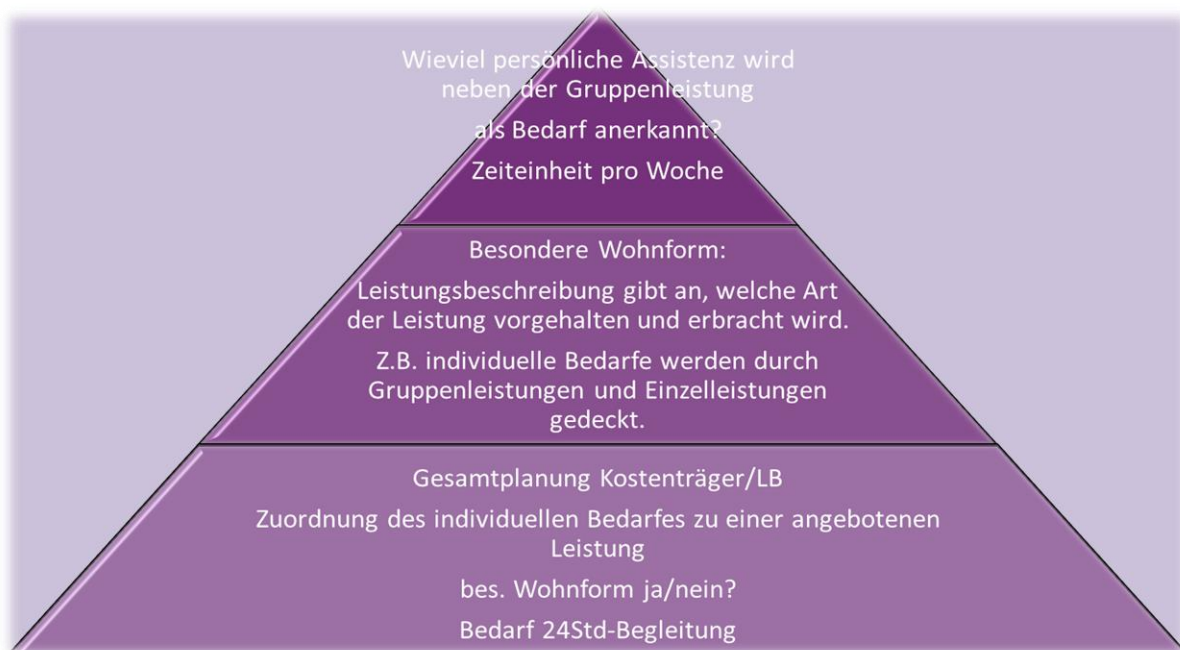 Wieviel persönliche Assistenz wird
neben der Gruppenleistung
als Bedarf anerkannt?
Zeiteinheit pro Woche
Besondere Wohnform:
Leistungsbeschreibung gibt an, welche Art
der Leistung vorgehalten und erbracht wird.
Z.B. individuelle Bedarfe werden durch
Gruppenleistungen und Einzelleistungen
gedeckt.
Gesamtplanung Kostenträger/LB
Zuordnung des individuellen Bedarfes zu einer angebotenen
Leistung
bes. Wohnform ja/nein?
Bedarf 24Std-Begleitung